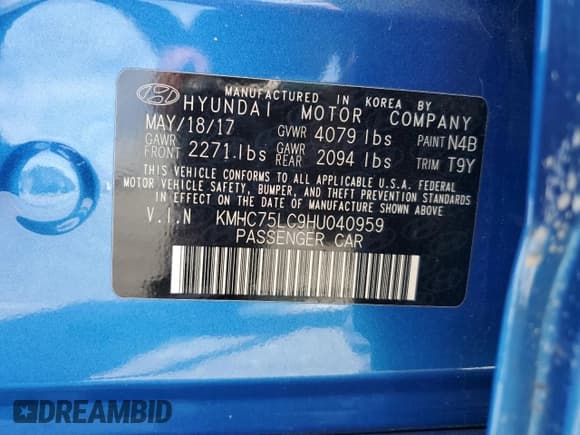 MANUFACTURED IN KOREA BY
HYUNDAI MOTOR COMPANY
MAY/18/17 GVWR 4079 lbs PAINT N4B
GAWR FRONT 2271 lbs GAWR REAR 2094 lbs TRIM T9Y
THIS VEHICLE CONFORMS TO ALL APPLICABLE U.S.A. FEDERAL
MOTOR VEHICLE SAFETY, BUMPER, AND THEFT PREVENTION
STANDARDS IN EFFECT ON THE DATE OF MANUFACTURE SHOWN ABOVE.
V.I.N KMHC75LC9HU040959
PASSENGER CAR
DREAMBID